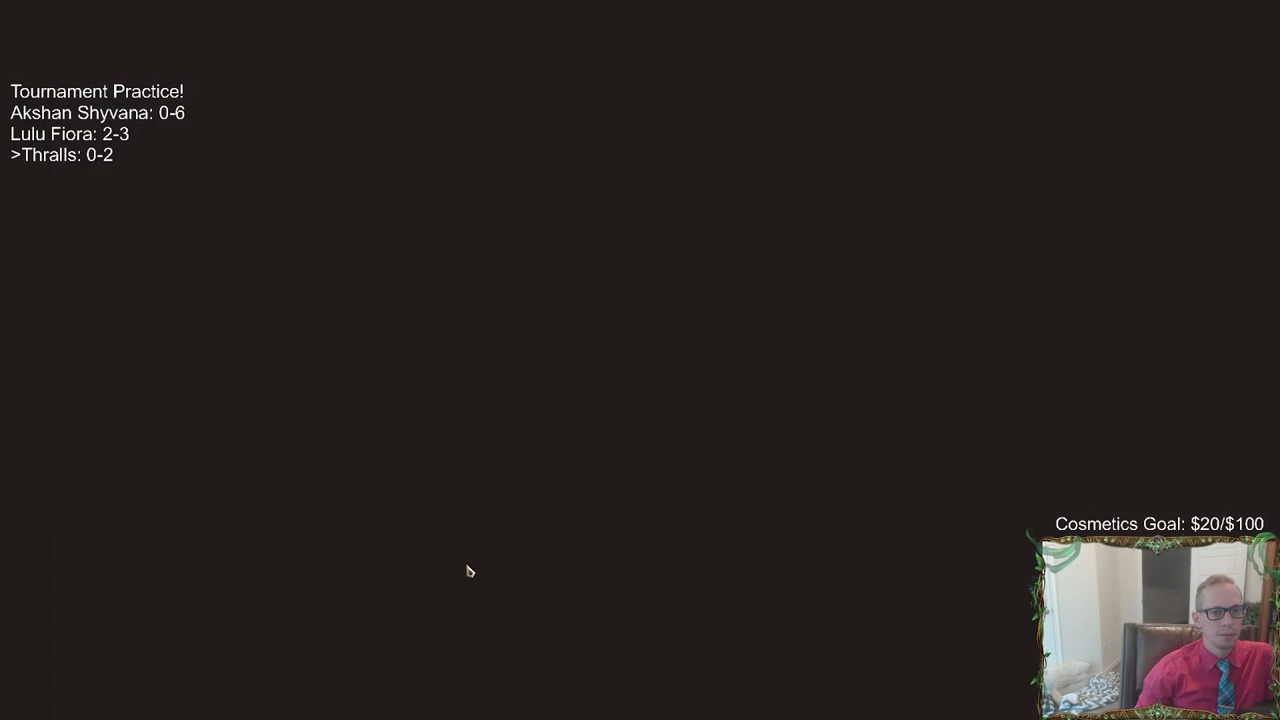 Tournament Practice!
Akshan Shyvana: 0-6
Lulu Fiora: 2-3
>Thralls: 0-2
Cosmetics Goal: $20/$100